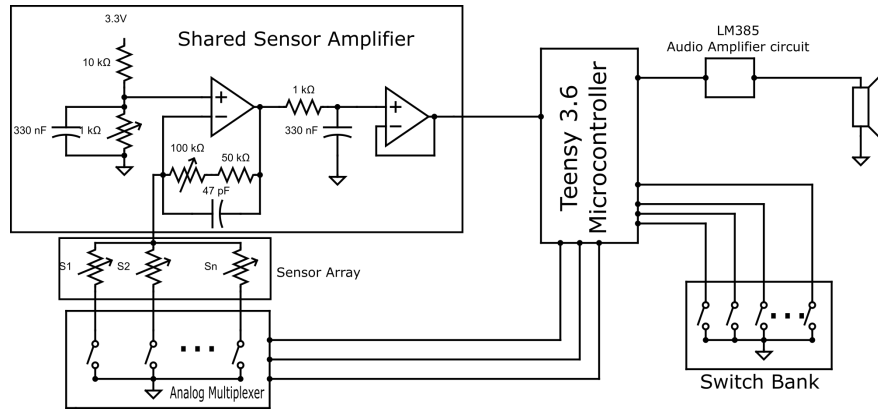 3.3V
Shared Sensor Amplifier
10 kΩ
1 kΩ
330 nF
1 kΩ
330 nF
100 kΩ
50 kΩ
47 pF
Teensy 3.6
Microcontroller
LM385
Audio Amplifier circuit
S1
S2
Sn
Sensor Array
Analog Multiplexer
Switch Bank